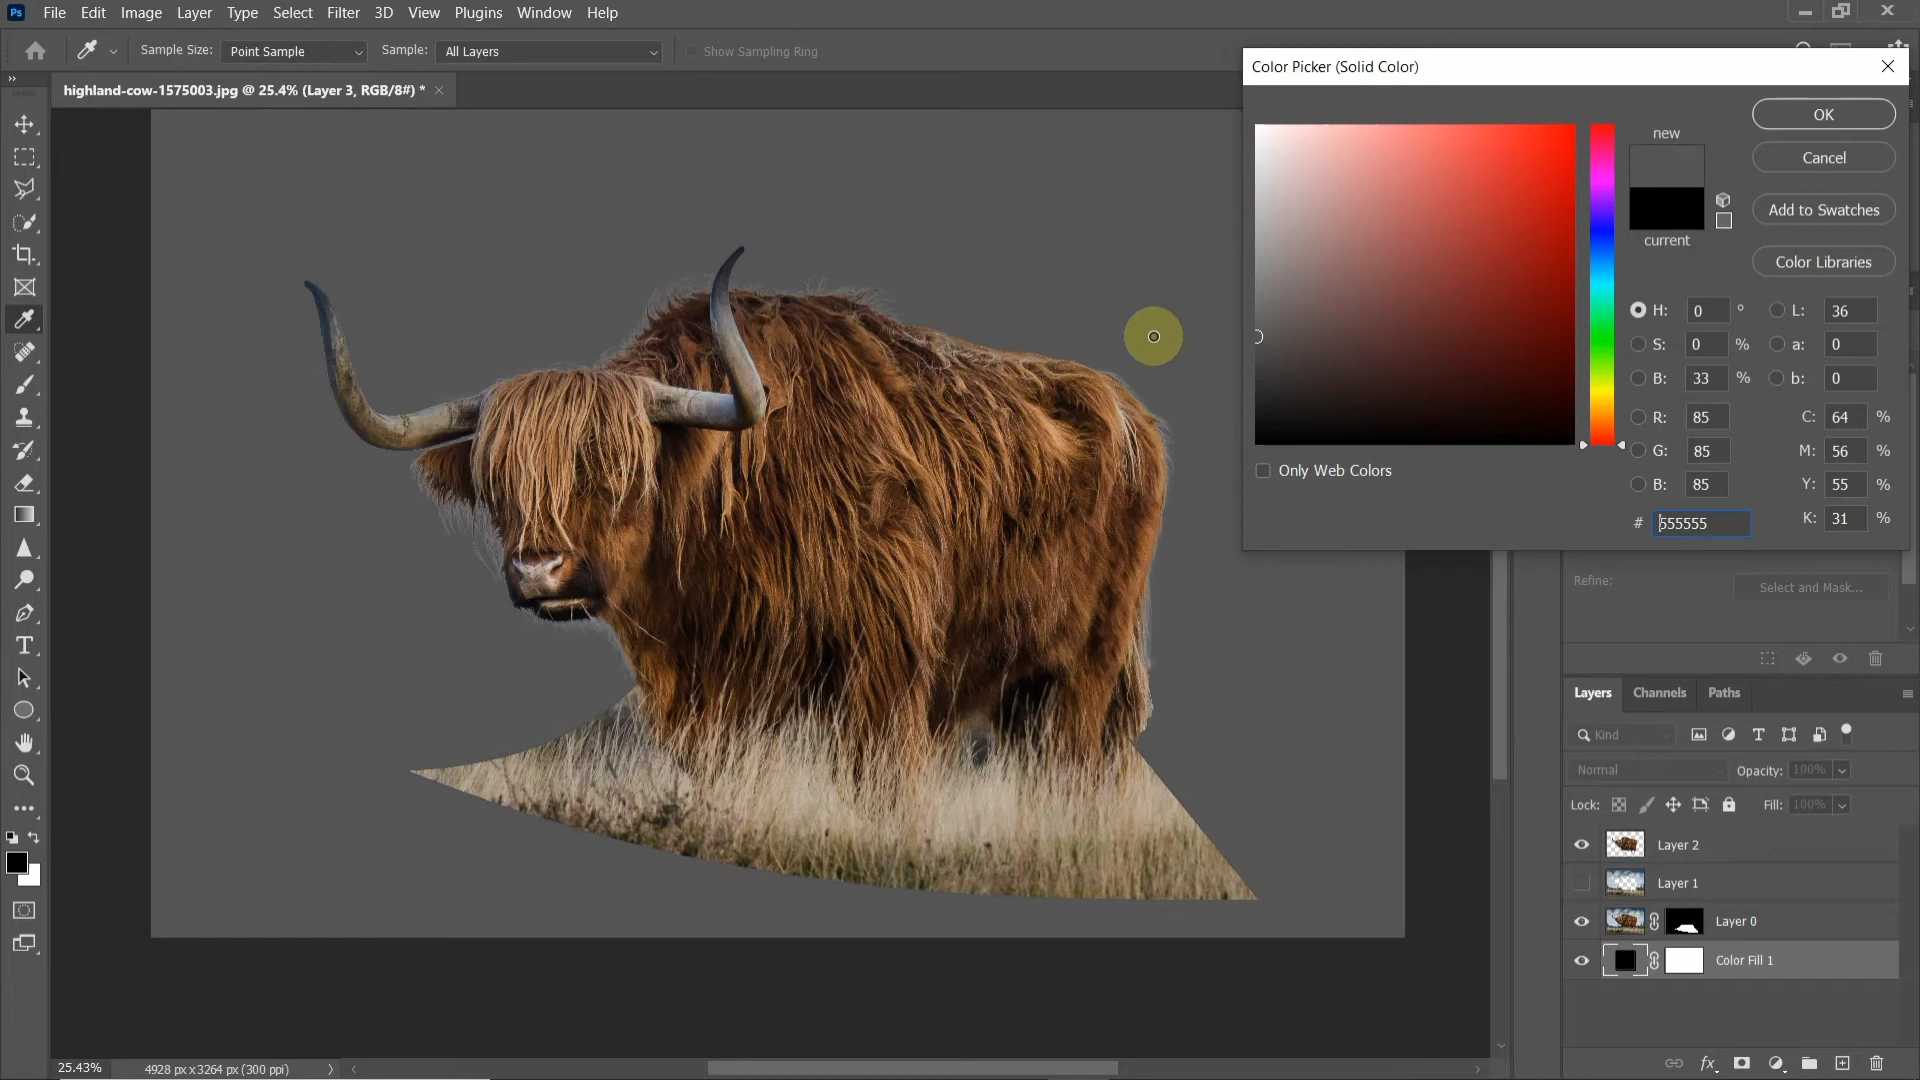 Ps File Edit Image Layer Type Select Filter 3D View Plugins Window Help
Sample Size: Point Sample Sample: All Layers Show Sampling Ring
highland-cow-1575003.jpg @ 25.4% (Layer 3, RGB/8#) *
Color Picker (Solid Color)
new
current
OK
Cancel
Add to Swatches
Color Libraries
H: 0 ° L: 36
S: 0 % a: 0
B: 33 % b: 0
R: 85 C: 64 %
G: 85 M: 56 %
B: 85 Y: 55 %
# 555555 K: 31 %
Only Web Colors
Refine: Select and Mask...
Layers Channels Paths
Kind
Normal Opacity: 100%
Lock: Fill: 100%
Layer 2
Layer 1
Layer 0
Color Fill 1
fx
25.43% 4928 px x 3264 px (300 ppi)